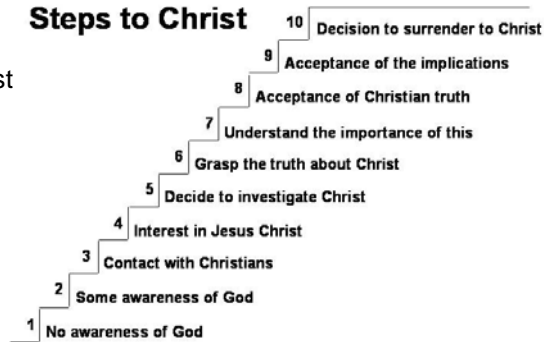 Steps to Christ
10 Decision to surrender to Christ
9 Acceptance of the implications
st
8 Acceptance of Christian truth
7 Understand the importance of this
6 Grasp the truth about Christ
5 Decide to investigate Christ
4 Interest in Jesus Christ
3 Contact with Christians
2 Some awareness of God
1 No awareness of God